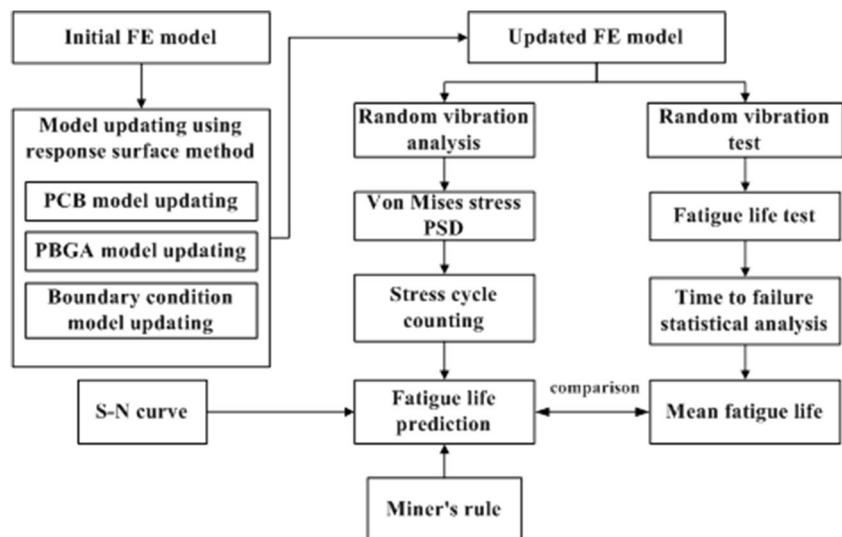 Initial FE model
Updated FE model
Model updating using
response surface method
PCB model updating
PBGA model updating
Boundary condition
model updating
Random vibration
analysis
Random vibration
test
Von Mises stress
PSD
Fatigue life test
Stress cycle
counting
Time to failure
statistical analysis
S-N curve
Fatigue life
prediction
comparison
Mean fatigue life
Miner's rule